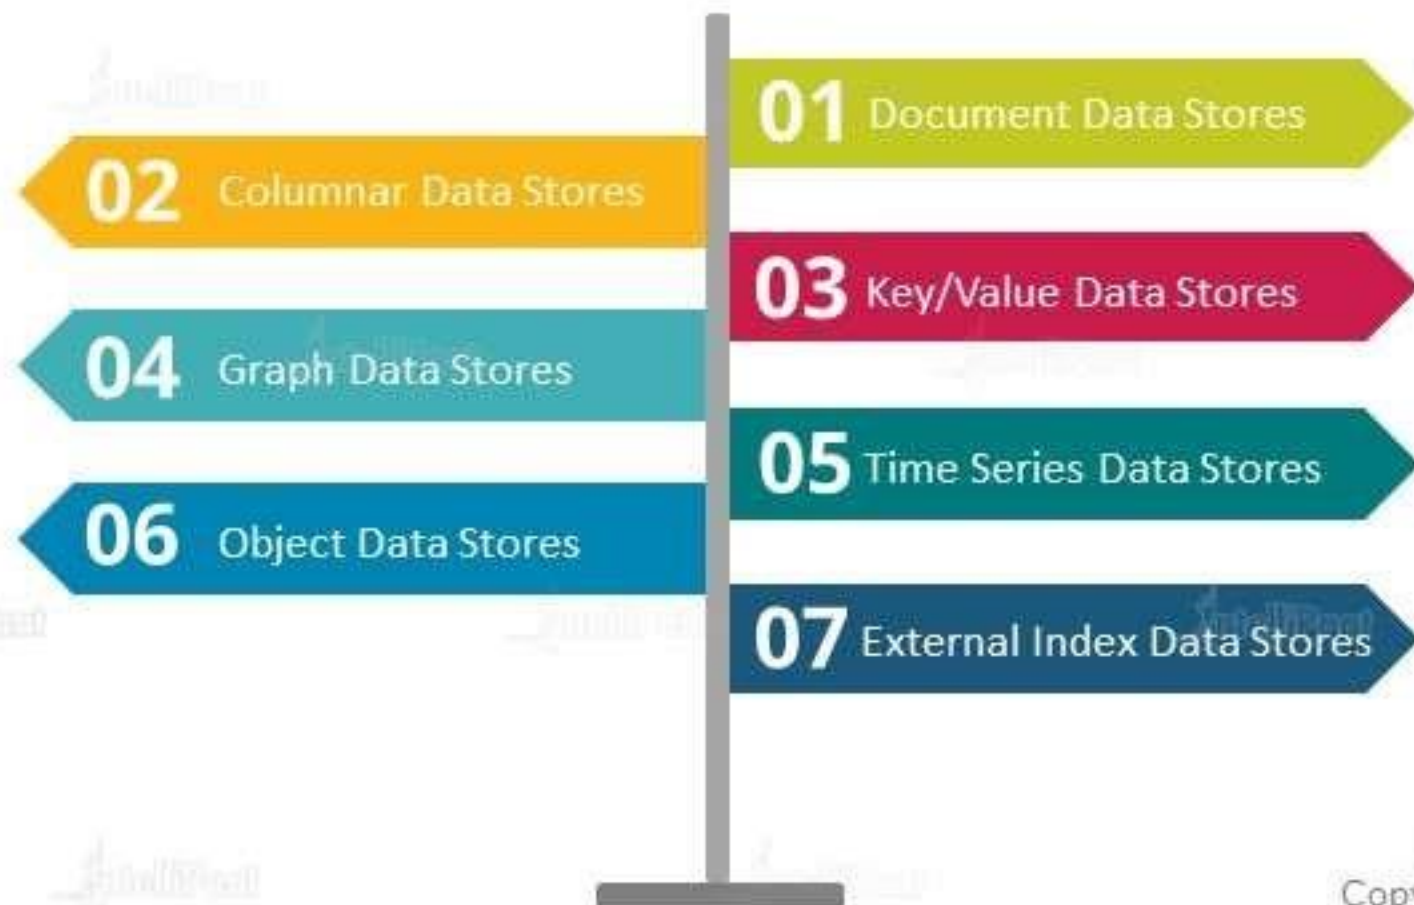 01 Document Data Stores
02 Columnar Data Stores
03 Key/Value Data Stores
04 Graph Data Stores
05 Time Series Data Stores
06 Object Data Stores
07 External Index Data Stores